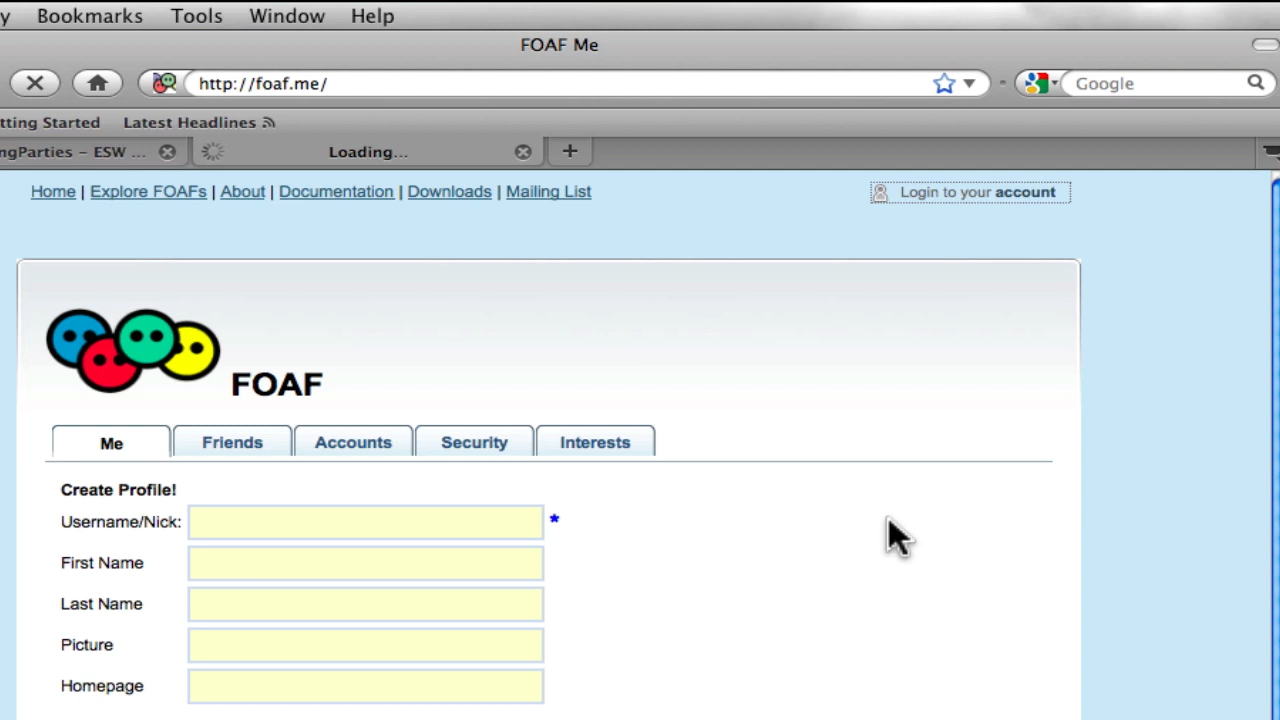 y Bookmarks Tools Window Help
FOAF Me
http://foaf.me/ Google
tting Started Latest Headlines
ngParties – ESW ... Loading...
Home | Explore FOAFs | About | Documentation | Downloads | Mailing List Login to your account
FOAF
Me Friends Accounts Security Interests
Create Profile!
Username/Nick: *
First Name
Last Name
Picture
Homepage